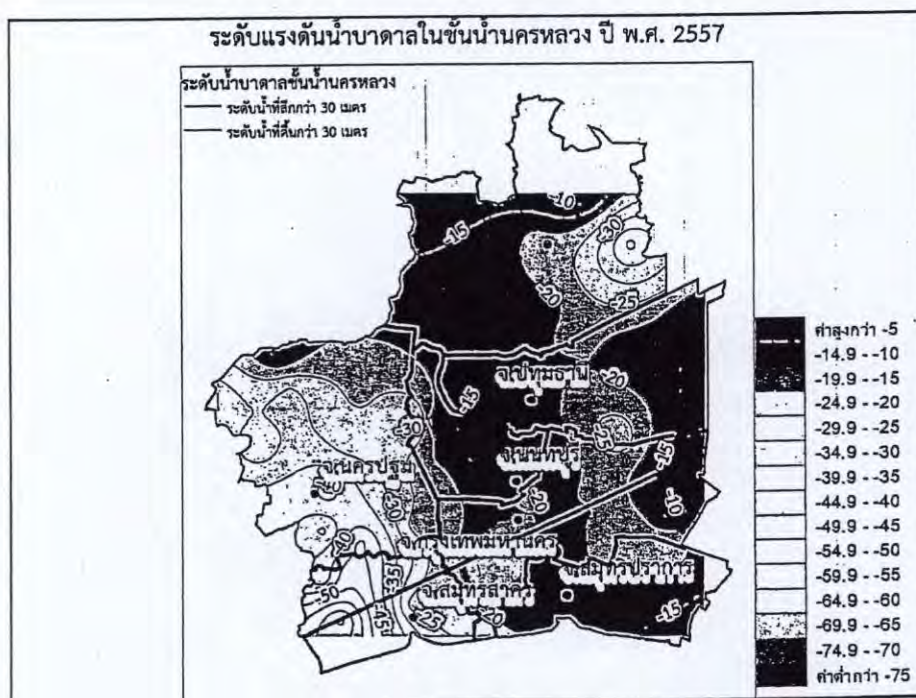 ระดับแรงดันน้ำบาดาลในชั้นน้ำนครหลวง ปี พ.ศ. 2557
ระดับน้ำบาดาลชั้นน้ำนครหลวง
ระดับน้ำที่ลึกกว่า 30 เมตร
ระดับน้ำที่ตื้นกว่า 30 เมตร
-10
-15
-30
-20
-25
จ.ปทุมธานี
-20
-15
-30
จ.นนทบุรี
-15
จ.นครปฐม
-10
จ.กรุงเทพมหานคร
จ.สมุทรปราการ
-35
-50
-45
จ.สมุทรสาคร
-25
-15
ค่าสูงกว่า -5
-14.9 - -10
-19.9 - -15
-24.9 - -20
-29.9 - -25
-34.9 - -30
-39.9 - -35
-44.9 - -40
-49.9 - -45
-54.9 - -50
-59.9 - -55
-64.9 - -60
-69.9 - -65
-74.9 - -70
ค่าต่ำกว่า -75